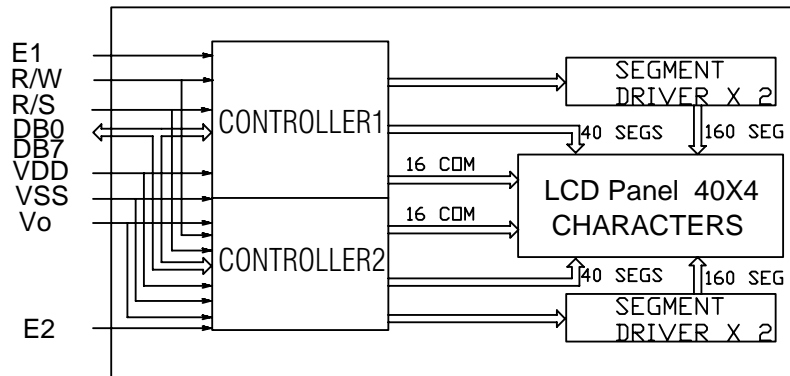 E1
R/W
R/S
DB0
DB7
VDD
VSS
Vo
E2
CONTROLLER1
CONTROLLER2
SEGMENT
DRIVER X 2
40 SEGS
160 SEG
16 COM
16 COM
LCD Panel 40X4
CHARACTERS
40 SEGS
160 SEG
SEGMENT
DRIVER X 2